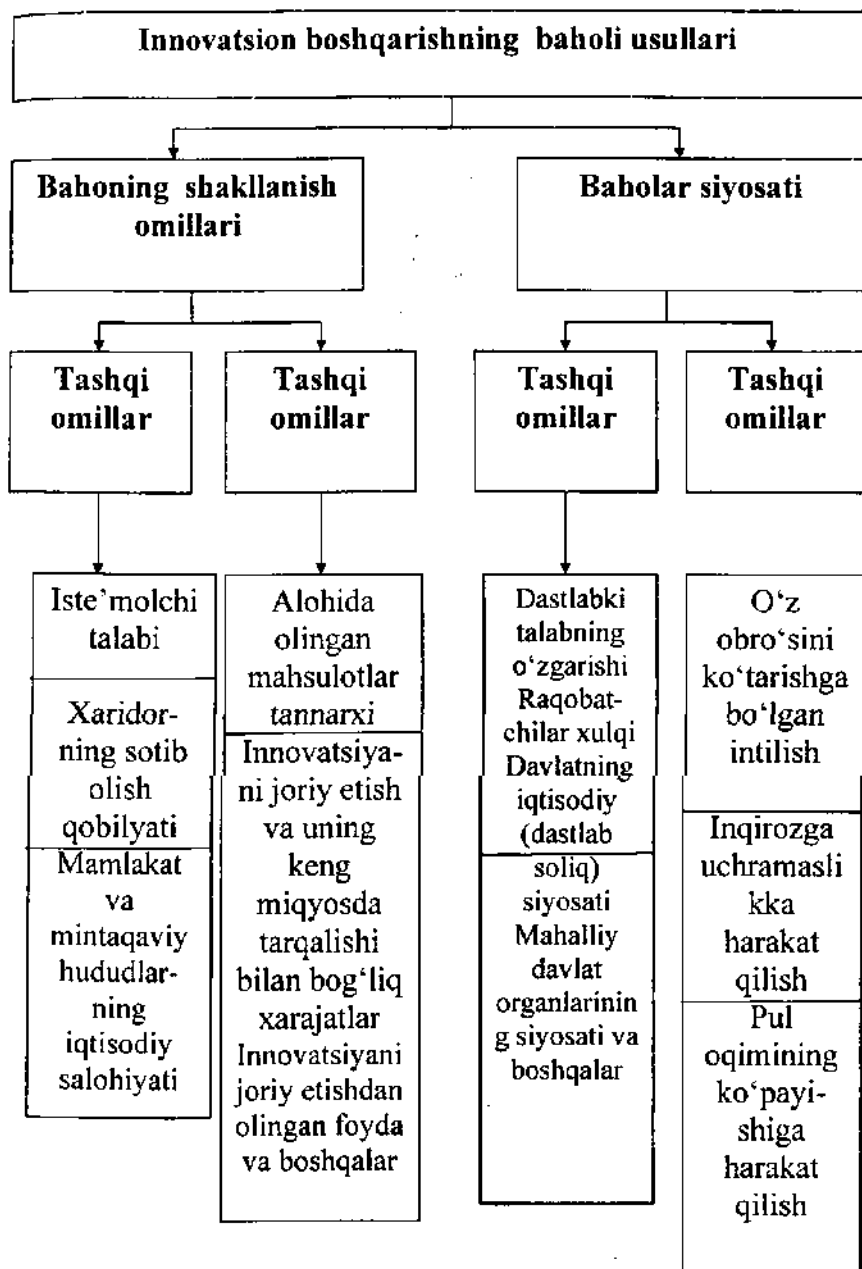 Innovatsion boshqarishning baholi usullari
Bahoning shakllanish
omillari
Baholar siyosati
Tashqi
omillar
Tashqi
omillar
Tashqi
omillar
Tashqi
omillar
Iste’molchi
talabi
Xaridor-
ning sotib
olish
qobilyati
Mamlakat
va
mintaqaviy
hududlar-
ning
iqtisodiy
salohiyati
Alohida
olingan
mahsulotlar
tannarxi
Innovatsiya-
ni joriy etish
va uning
keng
miqyosda
tarqalishi
bilan bog‘liq
xarajatlar
Innovatsiyani
joriy etishdan
olingan foyda
va boshqalar
Dastlabki
talabning
o‘zgarishi
Raqobat-
chilar xulqi
Davlatning
iqtisodiy
(dastlab
soliq)
siyosati
Mahalliy
davlat
organlarinin
g siyosati va
boshqalar
O‘z
obro‘sini
ko‘tarishga
bo‘lgan
intilish
Inqirozga
uchramasli
kka
harakat
qilish
Pul
oqimining
ko‘payi-
shiga
harakat
qilish